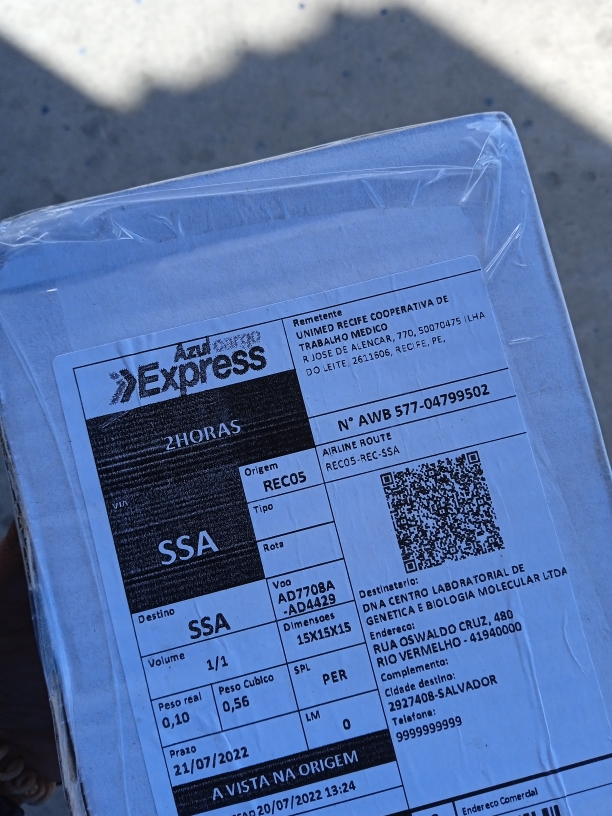 Azul cargo
Express
2HORAS
VIA
SSA
Remetente
UNIMED RECIFE COOPERATIVA DE
TRABALHO MEDICO
R JOSE DE ALENCAR, 770, 50070475 ILHA
DO LEITE, 2611606, RECIFE, PE,
N° AWB 577-04799502
AIRLINE ROUTE
REC05-REC-SSA
Origem
REC05
Tipo
Rota
Voo
AD7708A
-AD4429
Destino
SSA
Dimensoes
15X15X15
Volume
1/1
SPL
PER
Peso real
0,10
Peso Cubico
0,56
LM
0
Prazo
21/07/2022
A VISTA NA ORIGEM
20/07/2022 13:24
Destinatario:
DNA CENTRO LABORATORIAL DE
GENETICA E BIOLOGIA MOLECULAR LTDA
Endereco:
RUA OSWALDO CRUZ, 480
RIO VERMELHO - 41940000
Complemento:
Cidade destino:
2927408-SALVADOR
Telefone:
9999999999
Endereco Comercial